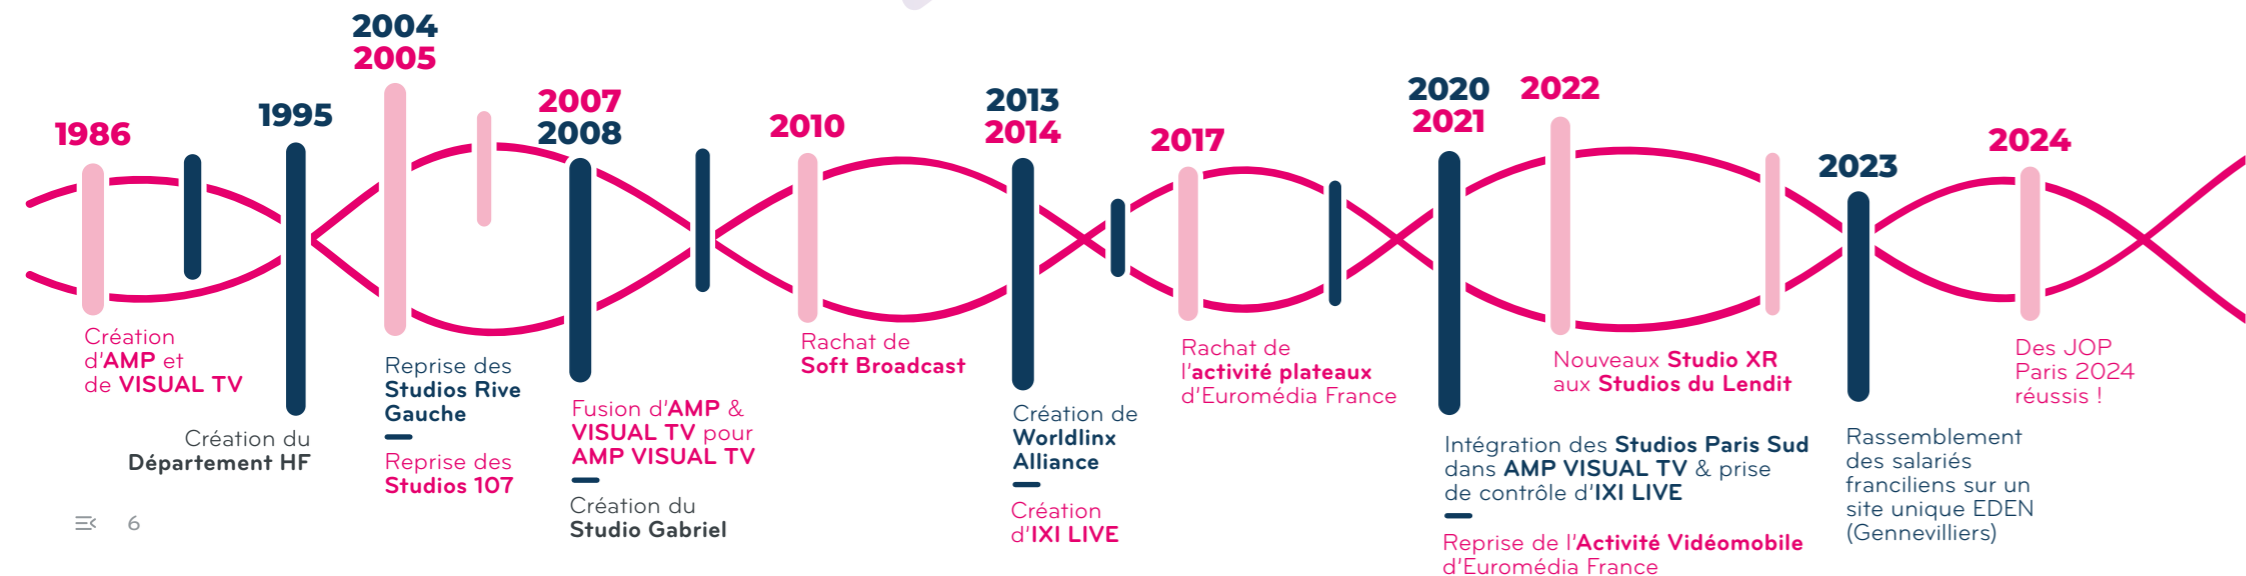 1986
Création
d'AMP et
de VISUAL TV
1995
Création du
Département HF
2004
2005
Reprise des
Studios Rive
Gauche
Reprise des
Studios 107
2007
2008
Fusion d'AMP &
VISUAL TV pour
AMP VISUAL TV
Création du
Studio Gabriel
2010
Rachat de
Soft Broadcast
2013
2014
Création de
Worldlinx
Alliance
Création
d'IXI LIVE
2017
Rachat de
l'activité plateaux
d'Euromédia France
2020
2021
Intégration des Studios Paris Sud
dans AMP VISUAL TV & prise
de contrôle d'IXI LIVE
Reprise de l'Activité Vidéomobile
d'Euromédia France
2022
Nouveaux Studio XR
aux Studios du Lendit
2023
Rassemblement
des salariés
franciliens sur un
site unique EDEN
(Gennevilliers)
2024
Des JOP
Paris 2024
réussis !
6